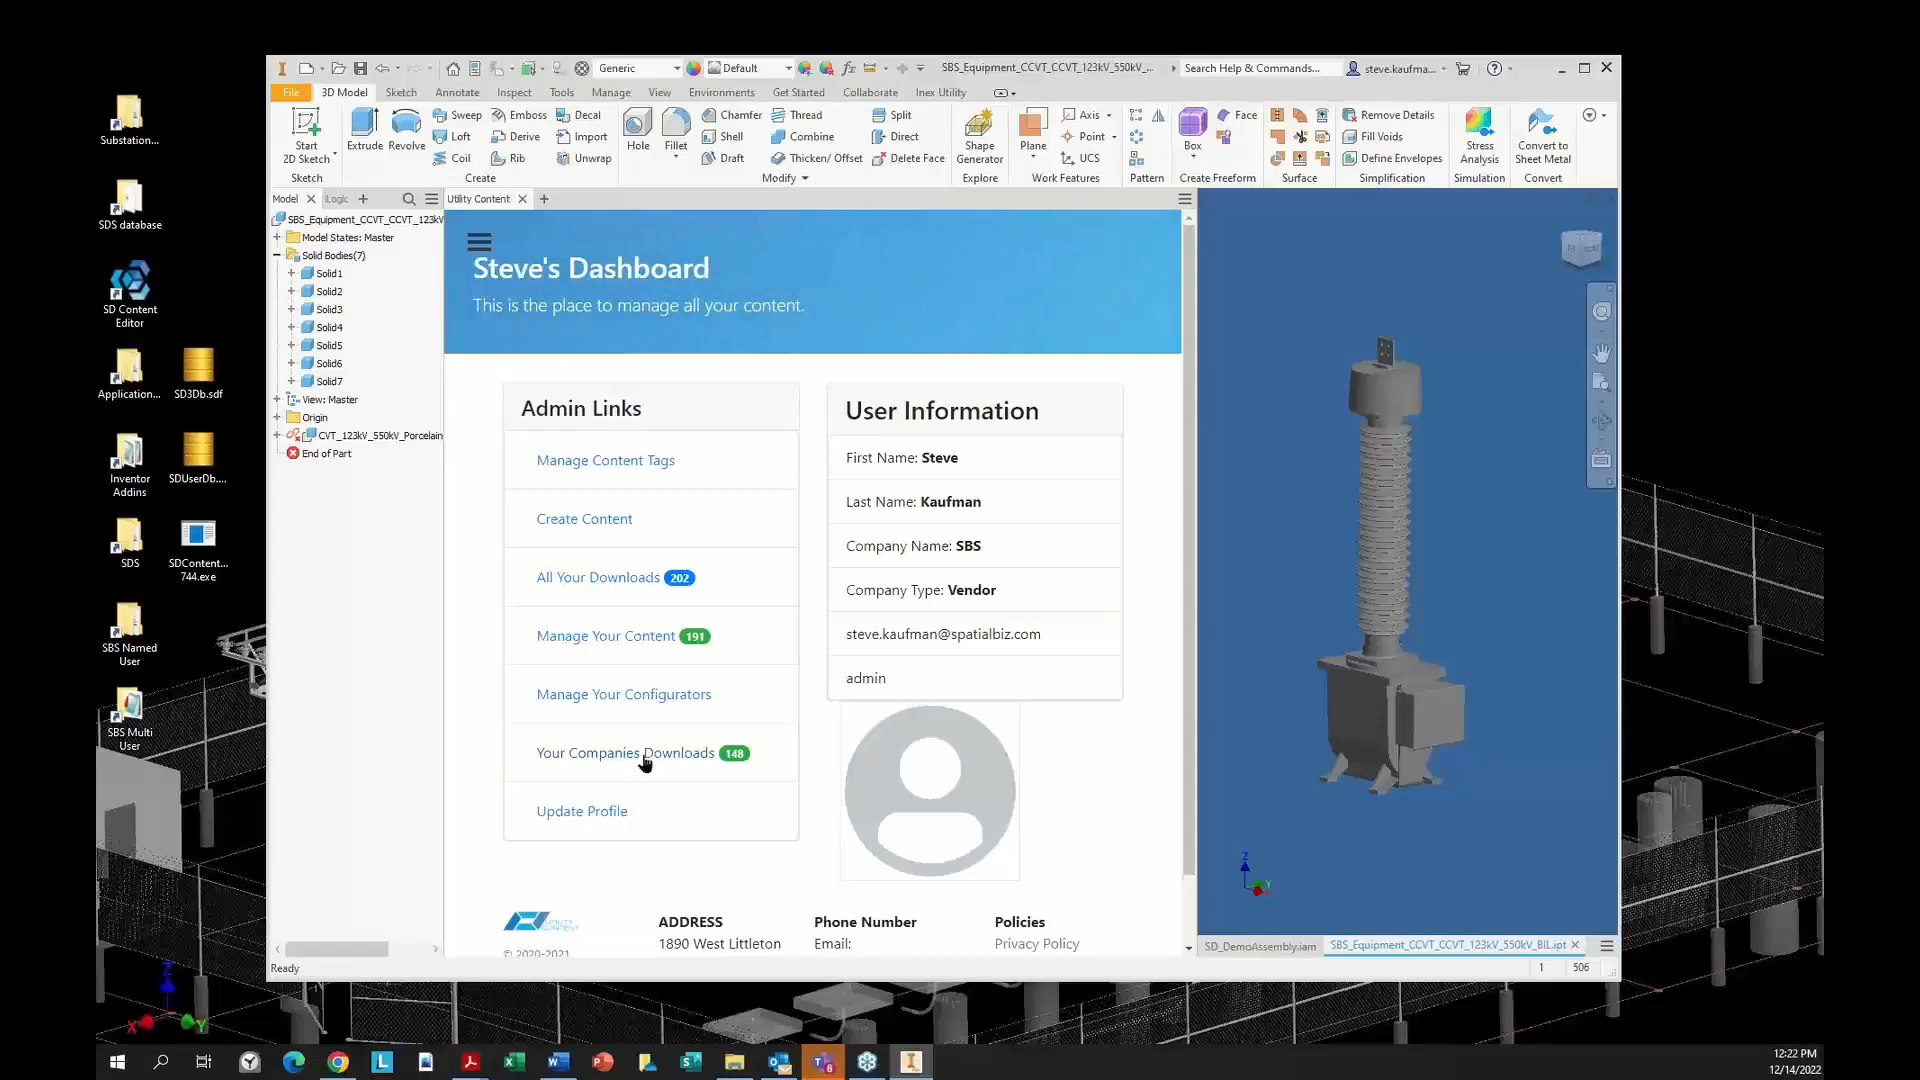 Substation...
SDS database
SD Content
Editor
Application...
SD3Db.sdf
Inventor
Addins
SDUserDb....
SDS
SDContent...
744.exe
SBS Named
User
SBS Multi
User
Generic
Default
SBS_Equipment_CCVT_CCVT_123kV_550kV_...
Search Help & Commands...
steve.kaufma...
File
3D Model
Sketch
Annotate
Inspect
Tools
Manage
View
Environments
Get Started
Collaborate
Inex Utility
Start
2D Sketch
Sketch
Extrude
Revolve
Sweep
Loft
Coil
Emboss
Derive
Rib
Decal
Import
Unwrap
Create
Hole
Fillet
Chamfer
Shell
Draft
Thread
Combine
Thicken/ Offset
Split
Direct
Delete Face
Modify
Shape
Generator
Explore
Plane
Axis
Point
UCS
Work Features
Pattern
Box
Face
Create Freeform
Surface
Remove Details
Fill Voids
Define Envelopes
Simplification
Stress
Analysis
Simulation
Convert to
Sheet Metal
Convert
Model
iLogic
Utility Content
SBS_Equipment_CCVT_CCVT_123kV
Model States: Master
Solid Bodies(7)
Solid1
Solid2
Solid3
Solid4
Solid5
Solid6
Solid7
View: Master
Origin
CVT_123kV_550kV_Porcelain
End of Part
Steve's Dashboard
This is the place to manage all your content.
Admin Links
Manage Content Tags
Create Content
All Your Downloads 202
Manage Your Content 191
Manage Your Configurators
Your Companies Downloads 148
Update Profile
User Information
First Name: Steve
Last Name: Kaufman
Company Name: SBS
Company Type: Vendor
steve.kaufman@spatialbiz.com
admin
UTILITY
CONTENT
© 2020-2021
ADDRESS
1890 West Littleton
Phone Number
Email:
Policies
Privacy Policy
Z
Y
SD_DemoAssembly.iam
SBS_Equipment_CCVT_CCVT_123kV_550kV_BIL.ipt
Ready
1
506
Z
X
Y
12:22 PM
12/14/2022